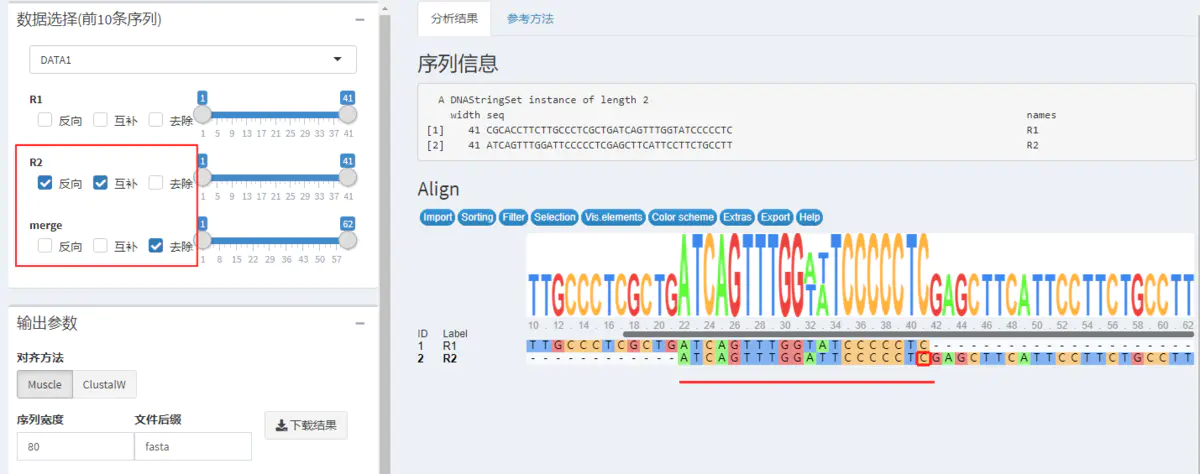 数据选择(前10条序列)
DATA1
R1
反向 互补 去除
1 41
1 5 9 13 17 21 25 29 33 37 41
R2
反向 互补 去除
1 41
1 5 9 13 17 21 25 29 33 37 41
merge
反向 互补 去除
1 62
1 8 15 22 29 36 43 50 57
输出参数
对齐方法
Muscle ClustalW
序列宽度 文件后缀
80 fasta
下载结果
分析结果 参考方法
序列信息
A DNAStringSet instance of length 2
width seq names
[1] 41 CGCACCTTCTTGCCCTCGCTGATCAGTTTGGTATCCCCCTC R1
[2] 41 ATCAGTTTGGATTCCCCCTCGAGCTTCATTCCTTCTGCCTT R2
Align
Import Sorting Filter Selection Vis.elements Color scheme Extras Export Help
TTGCCCTCGCTGATCAGTTTGGATTCCCCCTCGAGCTTCATTCCTTCTGCCTT
TA
10 . 12 . 14 . 16 . 18 . 20 . 22 . 24 . 26 . 28 . 30 . 32 . 34 . 36 . 38 . 40 . 42 . 44 . 46 . 48 . 50 . 52 . 54 . 56 . 58 . 60 . 62
ID Label
1 R1 TTGCCCTCGCTGATCAGTTTGGTATCCCCCTC---------------------
2 R2 ------------ATCAGTTTGGATTCCCCCTCGAGCTTCATTCCTTCTGCCTT